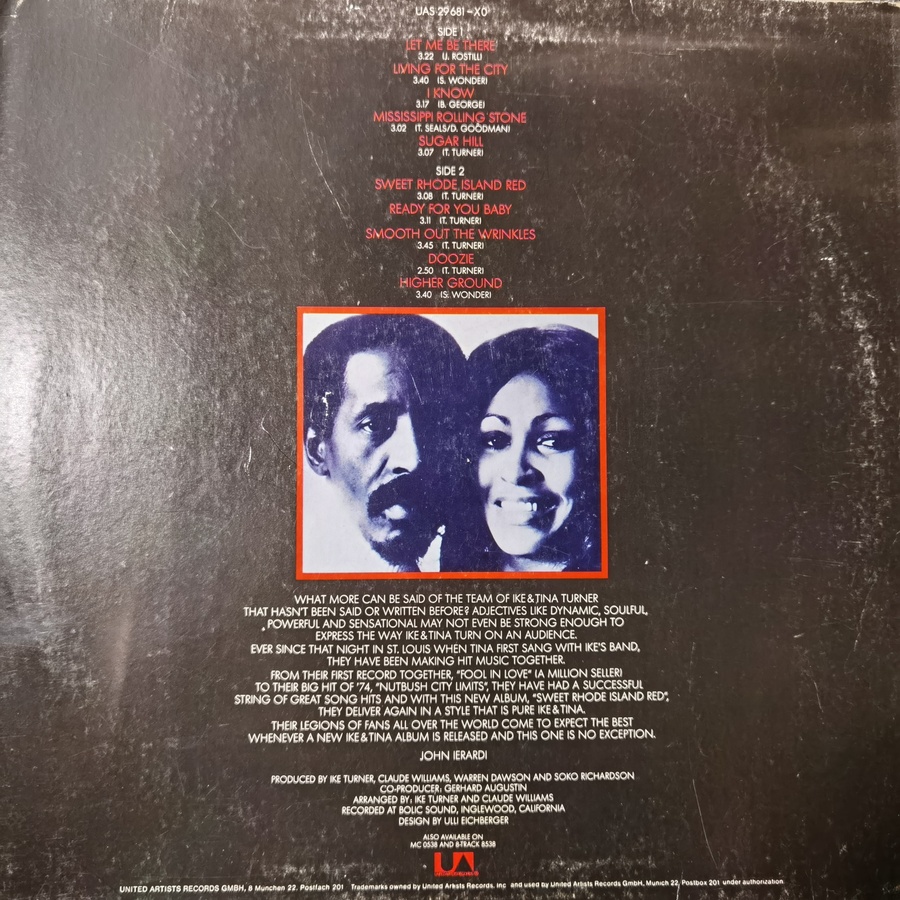 UAS 29681-XO
SIDE 1
LET ME BE THERE
3.22 (J. ROSTILL)
LIVING FOR THE CITY
3.40 (S. WONDER)
I KNOW
3.17 (B. GEORGE)
MISSISSIPPI ROLLING STONE
3.02 (T. SEALS/D. GOODMAN)
SUGAR HILL
3.07 (T. TURNER)
SIDE 2
SWEET RHODE ISLAND RED
3.08 (T. TURNER)
READY FOR YOU BABY
3.11 (T. TURNER)
SMOOTH OUT THE WRINKLES
3.45 (T. TURNER)
DOOZIE
2.50 (T. TURNER)
HIGHER GROUND
3.40 (S. WONDER)
WHAT MORE CAN BE SAID OF THE TEAM OF IKE & TINA TURNER
THAT HASN'T BEEN SAID OR WRITTEN BEFORE? ADJECTIVES LIKE DYNAMIC, SOULFUL,
POWERFUL AND SENSATIONAL MAY NOT EVEN BE STRONG ENOUGH TO
EXPRESS THE WAY IKE & TINA TURN ON AN AUDIENCE.
EVER SINCE THAT NIGHT IN ST. LOUIS WHEN TINA FIRST SANG WITH IKE'S BAND,
THEY HAVE BEEN MAKING HIT MUSIC TOGETHER.
FROM THEIR FIRST RECORD TOGETHER, "FOOL IN LOVE" (A MILLION SELLER)
TO THEIR BIG HIT OF '74, "NUTBUSH CITY LIMITS", THEY HAVE HAD A SUCCESSFUL
STRING OF GREAT SONG HITS AND WITH THIS NEW ALBUM, "SWEET RHODE ISLAND RED",
THEY DELIVER AGAIN IN A STYLE THAT IS PURE IKE & TINA.
THEIR LEGIONS OF FANS ALL OVER THE WORLD COME TO EXPECT THE BEST
WHENEVER A NEW IKE & TINA ALBUM IS RELEASED AND THIS ONE IS NO EXCEPTION.
JOHN IERARDI
PRODUCED BY IKE TURNER, CLAUDE WILLIAMS, WARREN DAWSON AND SOKO RICHARDSON
CO-PRODUCER: GERHARD AUGUSTIN
ARRANGED BY: IKE TURNER AND CLAUDE WILLIAMS
RECORDED AT BOLIC SOUND, INGLEWOOD, CALIFORNIA
DESIGN BY ULLI EICHBERGER
ALSO AVAILABLE ON
MC 0538 AND 8-TRACK 8538
UA
UNITED ARTISTS RECORDS GMBH, 8 München 22, Postfach 201 Trademarks owned by United Artists Records, Inc and used by United Artists Records GmbH, Munich 22, Postbox 201 under authorization